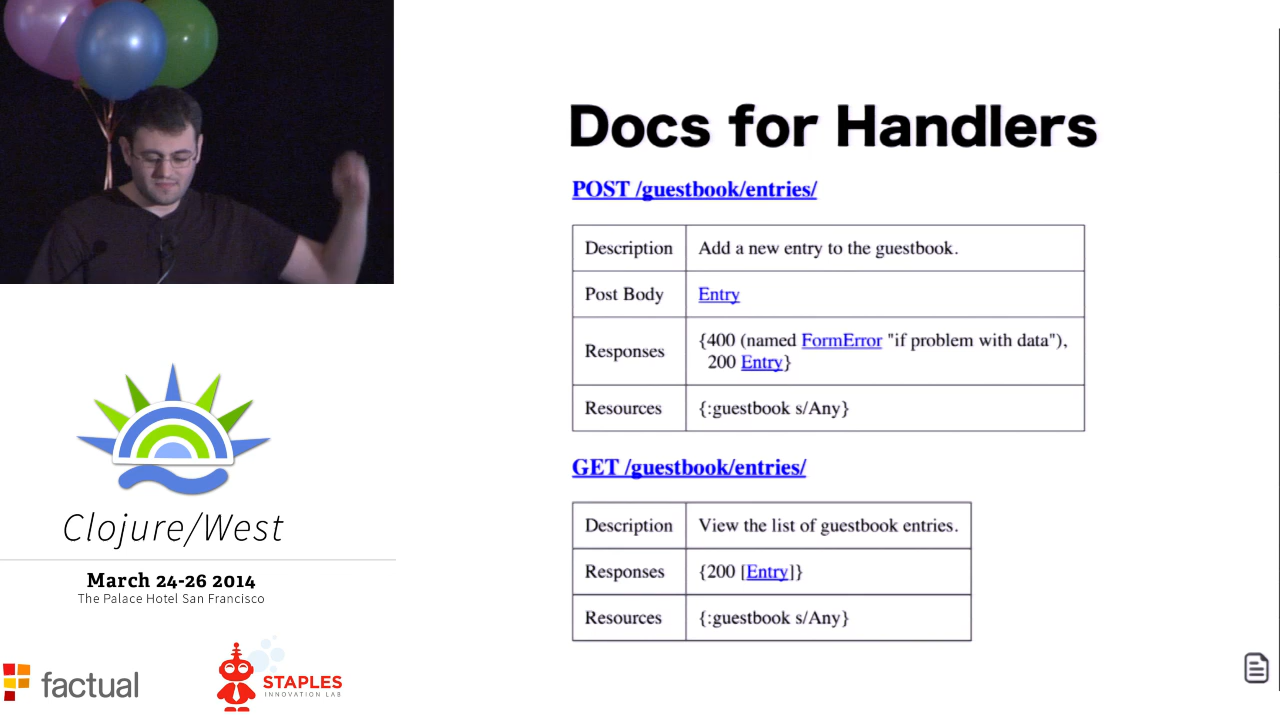 Docs for Handlers
POST /guestbook/entries/
Description Add a new entry to the guestbook.
Post Body Entry
Responses {400 (named FormError "if problem with data"),
200 Entry}
Resources {:guestbook s/Any}
GET /guestbook/entries/
Description View the list of guestbook entries.
Responses {200 [Entry]}
Resources {:guestbook s/Any}
Clojure/West
March 24-26 2014
The Palace Hotel San Francisco
factual
STAPLES
INNOVATION LAB